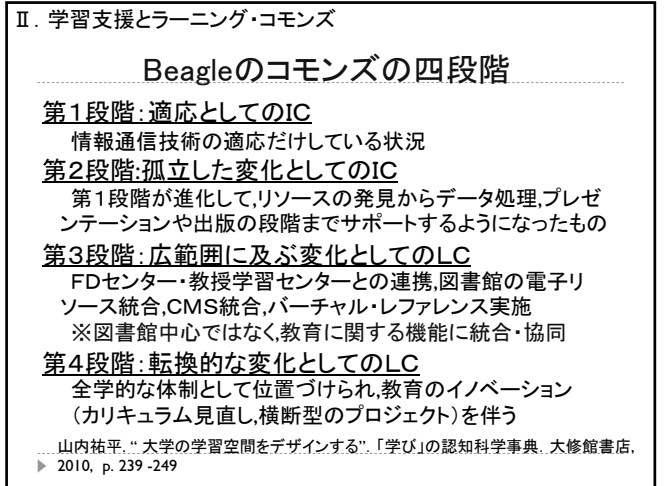 Ⅱ. 学習支援とラーニング・コモンズ
Beagleのコモンズの四段階
第１段階：適応としてのIC
情報通信技術の適応だけしている状況
第２段階:孤立した変化としてのIC
第１段階が進化して,リソースの発見からデータ処理,プレゼ
ンテーションや出版の段階までサポートするようになったもの
第３段階：広範囲に及ぶ変化としてのＬＣ
ＦＤセンター・教授学習センターとの連携,図書館の電子リ
ソース統合,ＣＭＳ統合,バーチャル・レファレンス実施
※図書館中心ではなく,教育に関する機能に統合・協同
第４段階：転換的な変化としてのＬＣ
全学的な体制として位置づけられ,教育のイノベーション
（カリキュラム見直し,横断型のプロジェクト）を伴う
山内祐平. “ 大学の学習空間をデザインする”. 「学び」の認知科学事典. 大修館書店,
2010, p. 239 -249